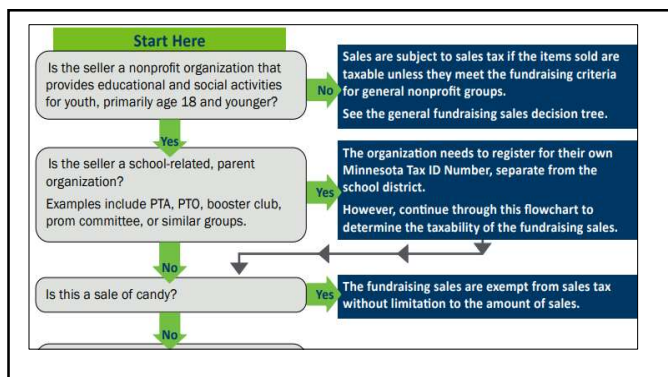 Start Here
Is the seller a nonprofit organization that
provides educational and social activities
for youth, primarily age 18 and younger?
No
Sales are subject to sales tax if the items sold are
taxable unless they meet the fundraising criteria
for general nonprofit groups.
See the general fundraising sales decision tree.
Yes
Is the seller a school-related, parent
organization?
Examples include PTA, PTO, booster club,
prom committee, or similar groups.
Yes
The organization needs to register for their own
Minnesota Tax ID Number, separate from the
school district.
However, continue through this flowchart to
determine the taxability of the fundraising sales.
No
Is this a sale of candy?
Yes
The fundraising sales are exempt from sales tax
without limitation to the amount of sales.
No